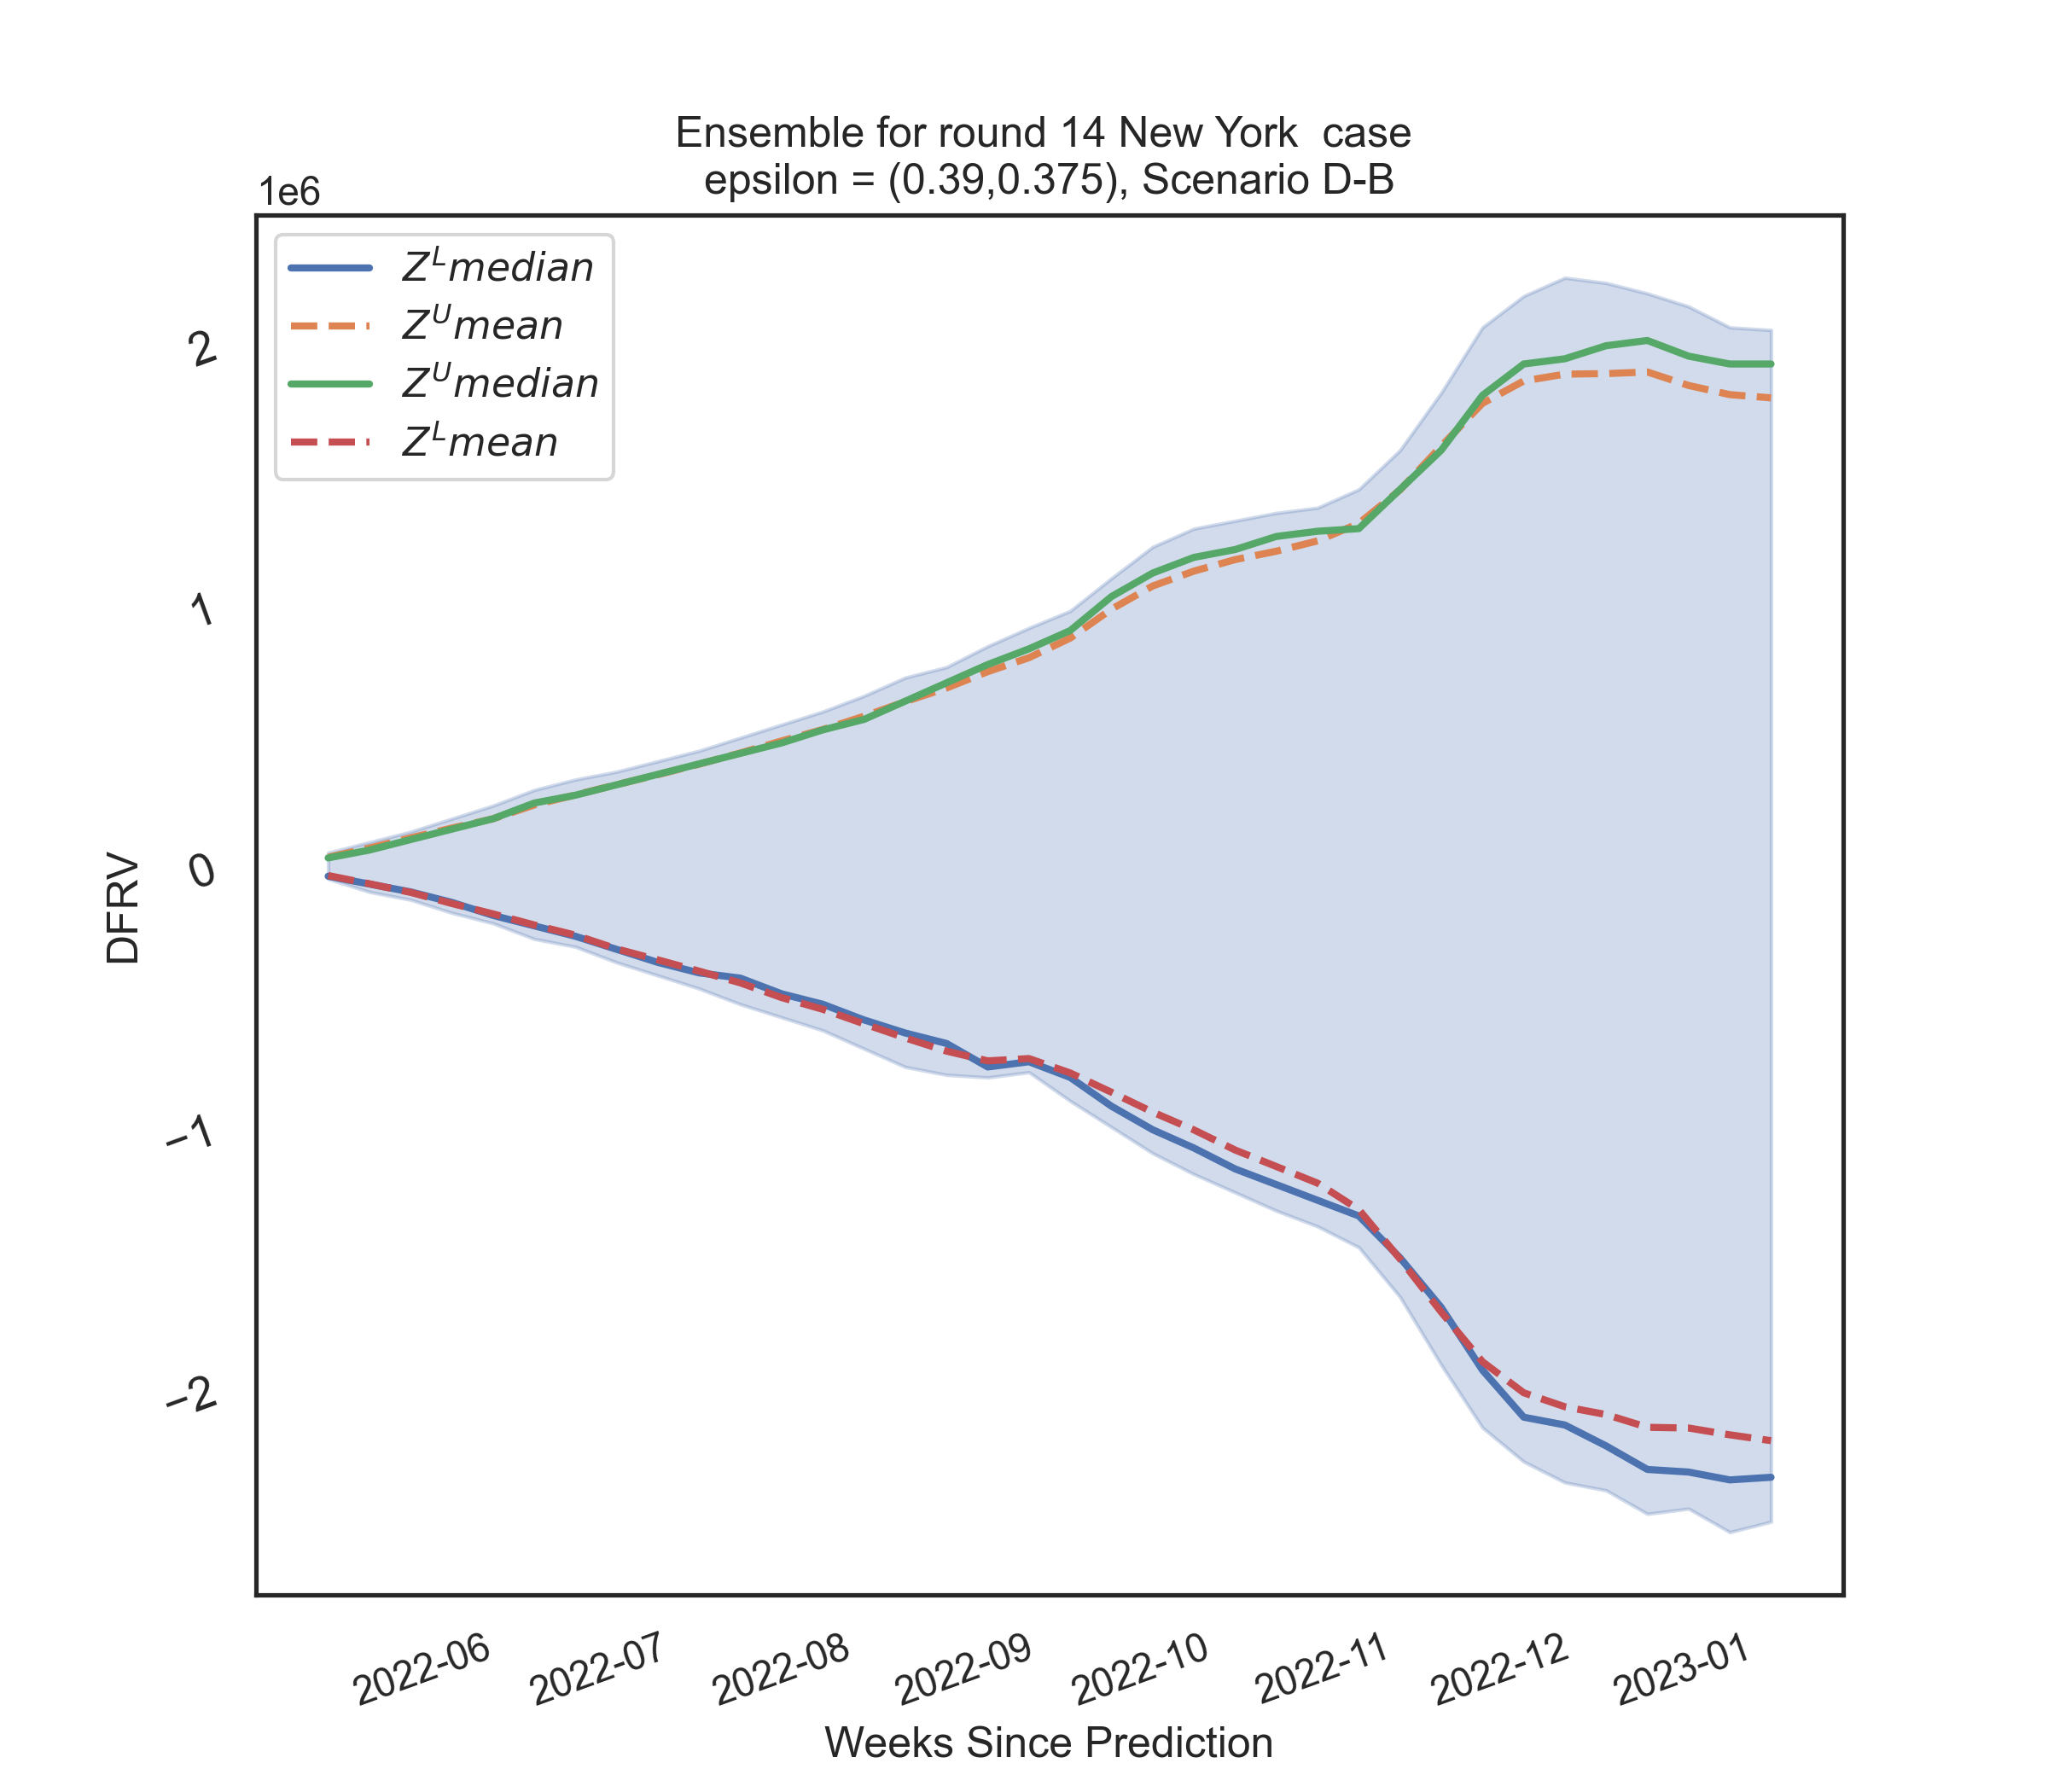 Ensemble for round 14 New York  case
epsilon = (0.39,0.375), Scenario D-B
1e6
Z^L median
Z^U mean
Z^U median
Z^L mean
2
1
0
−1
−2
DFRV
2022-06
2022-07
2022-08
2022-09
2022-10
2022-11
2022-12
2023-01
Weeks Since Prediction